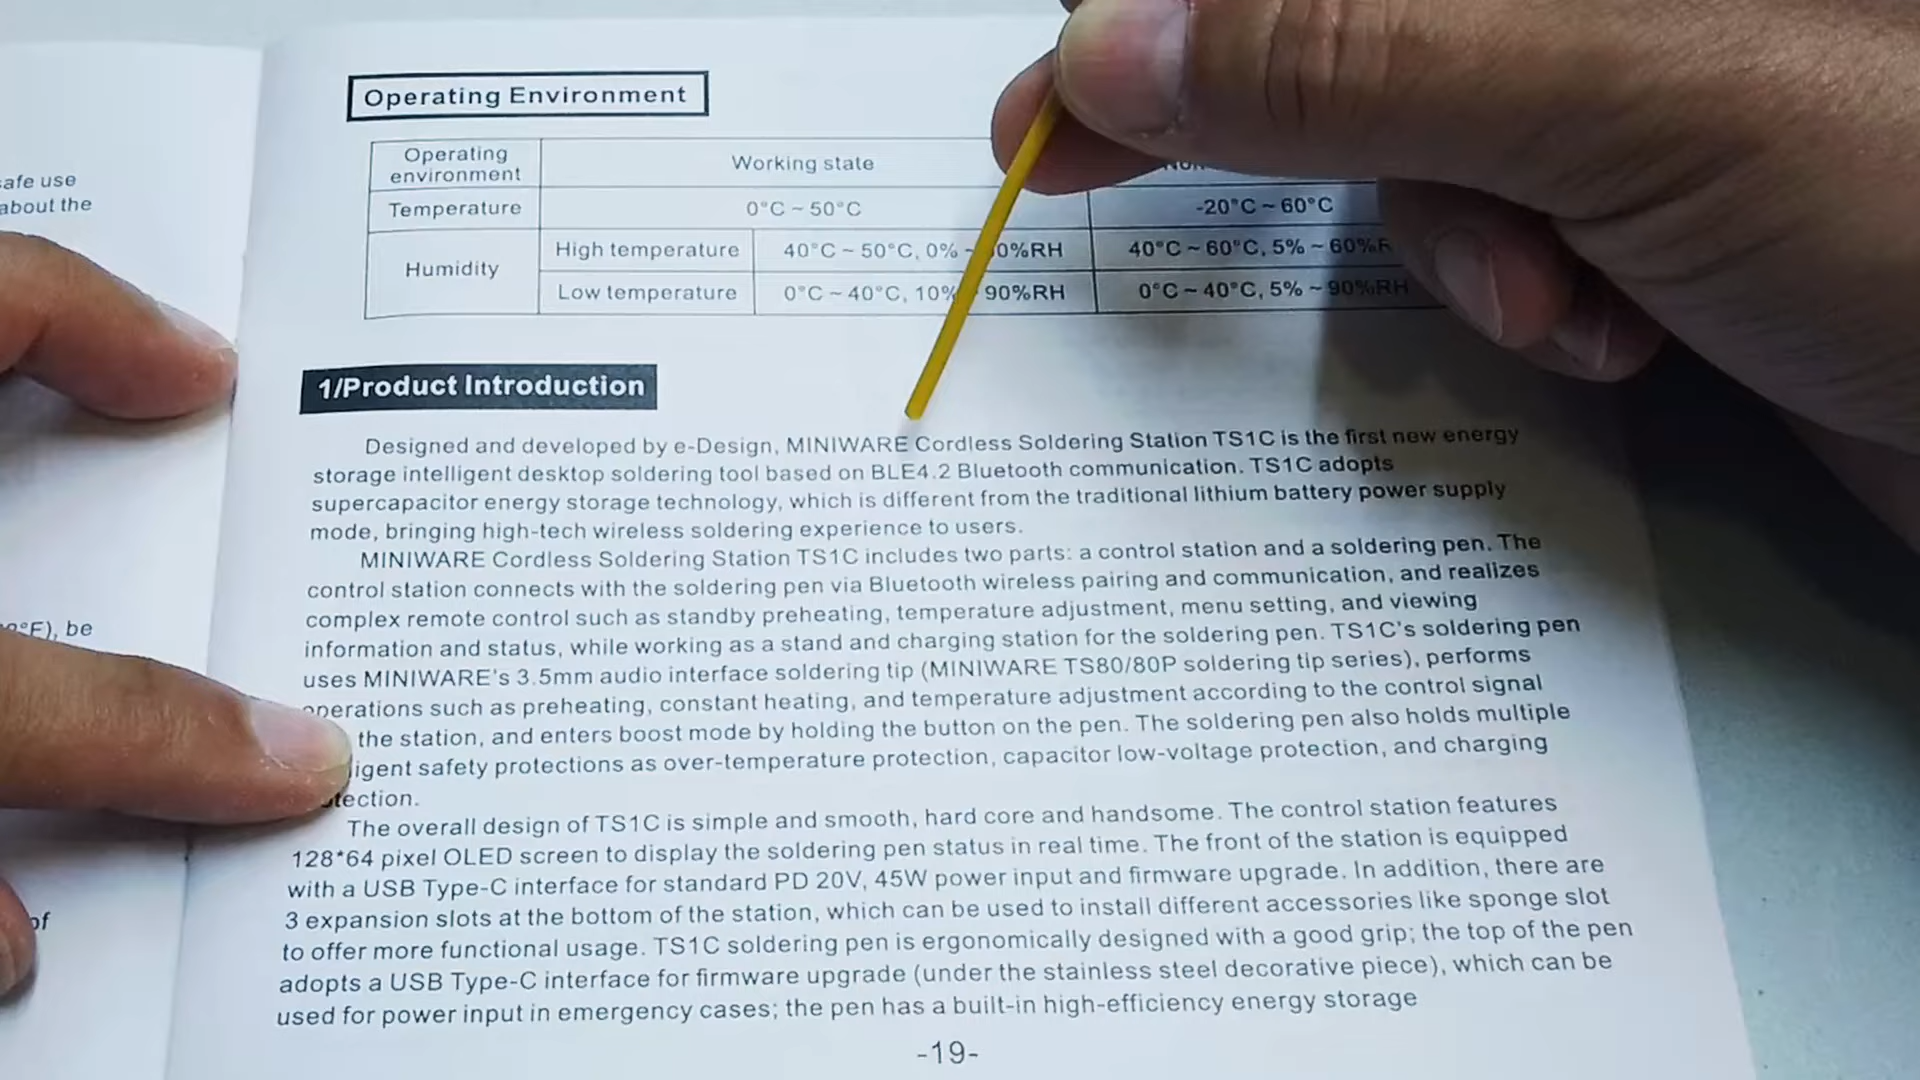 afe use
about the
°F), be
of
Operating Environment
Operating environment
Working state
Temperature
0°C ~ 50°C
-20°C ~ 60°C
Humidity
High temperature
40°C ~ 50°C, 0% ~ 0%RH
40°C ~ 60°C, 5% ~ 60%R
Low temperature
0°C ~ 40°C, 10% 90%RH
0°C ~ 40°C, 5% ~ 90%RH
1/Product Introduction
Designed and developed by e-Design, MINIWARE Cordless Soldering Station TS1C is the first new energy
storage intelligent desktop soldering tool based on BLE4.2 Bluetooth communication. TS1C adopts
supercapacitor energy storage technology, which is different from the traditional lithium battery power supply
mode, bringing high-tech wireless soldering experience to users.
MINIWARE Cordless Soldering Station TS1C includes two parts: a control station and a soldering pen. The
control station connects with the soldering pen via Bluetooth wireless pairing and communication, and realizes
complex remote control such as standby preheating, temperature adjustment, menu setting, and viewing
information and status, while working as a stand and charging station for the soldering pen. TS1C's soldering pen
uses MINIWARE's 3.5mm audio interface soldering tip (MINIWARE TS80/80P soldering tip series), performs
operations such as preheating, constant heating, and temperature adjustment according to the control signal
the station, and enters boost mode by holding the button on the pen. The soldering pen also holds multiple
ligent safety protections as over-temperature protection, capacitor low-voltage protection, and charging
tection.
The overall design of TS1C is simple and smooth, hard core and handsome. The control station features
128*64 pixel OLED screen to display the soldering pen status in real time. The front of the station is equipped
with a USB Type-C interface for standard PD 20V, 45W power input and firmware upgrade. In addition, there are
3 expansion slots at the bottom of the station, which can be used to install different accessories like sponge slot
to offer more functional usage. TS1C soldering pen is ergonomically designed with a good grip; the top of the pen
adopts a USB Type-C interface for firmware upgrade (under the stainless steel decorative piece), which can be
used for power input in emergency cases; the pen has a built-in high-efficiency energy storage
-19-